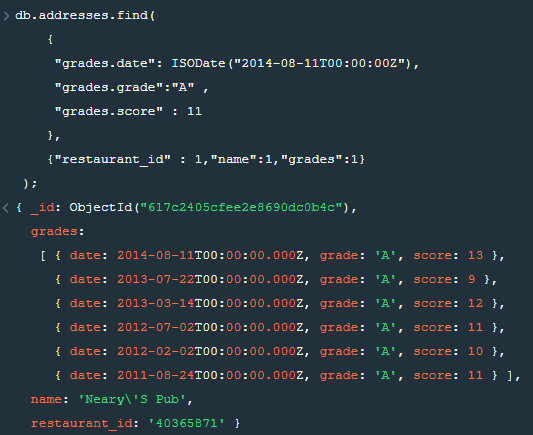 > db.addresses.find(
{
"grades.date": ISODate("2014-08-11T00:00:00Z"),
"grades.grade":"A" ,
"grades.score" : 11
},
{"restaurant_id" : 1,"name":1,"grades":1}
);
< { _id: ObjectId("617c2405cfee2e8690dc0b4c"),
grades:
[ { date: 2014-08-11T00:00:00.000Z, grade: 'A', score: 13 },
{ date: 2013-07-22T00:00:00.000Z, grade: 'A', score: 9 },
{ date: 2013-03-14T00:00:00.000Z, grade: 'A', score: 12 },
{ date: 2012-07-02T00:00:00.000Z, grade: 'A', score: 11 },
{ date: 2012-02-02T00:00:00.000Z, grade: 'A', score: 10 },
{ date: 2011-08-24T00:00:00.000Z, grade: 'A', score: 11 } ],
name: 'Neary\'S Pub',
restaurant_id: '40365871' }